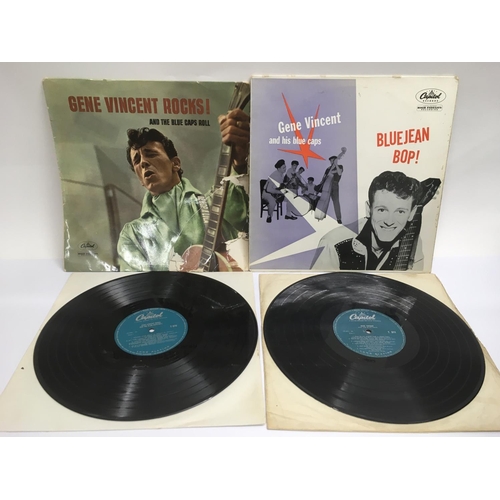 GENE VINCENT ROCKS!
AND THE BLUE CAPS ROLL
Capitol
Capitol
RECORDS
Gene Vincent
and his blue caps
BLUEJEAN
BOP!
Capitol
Capitol